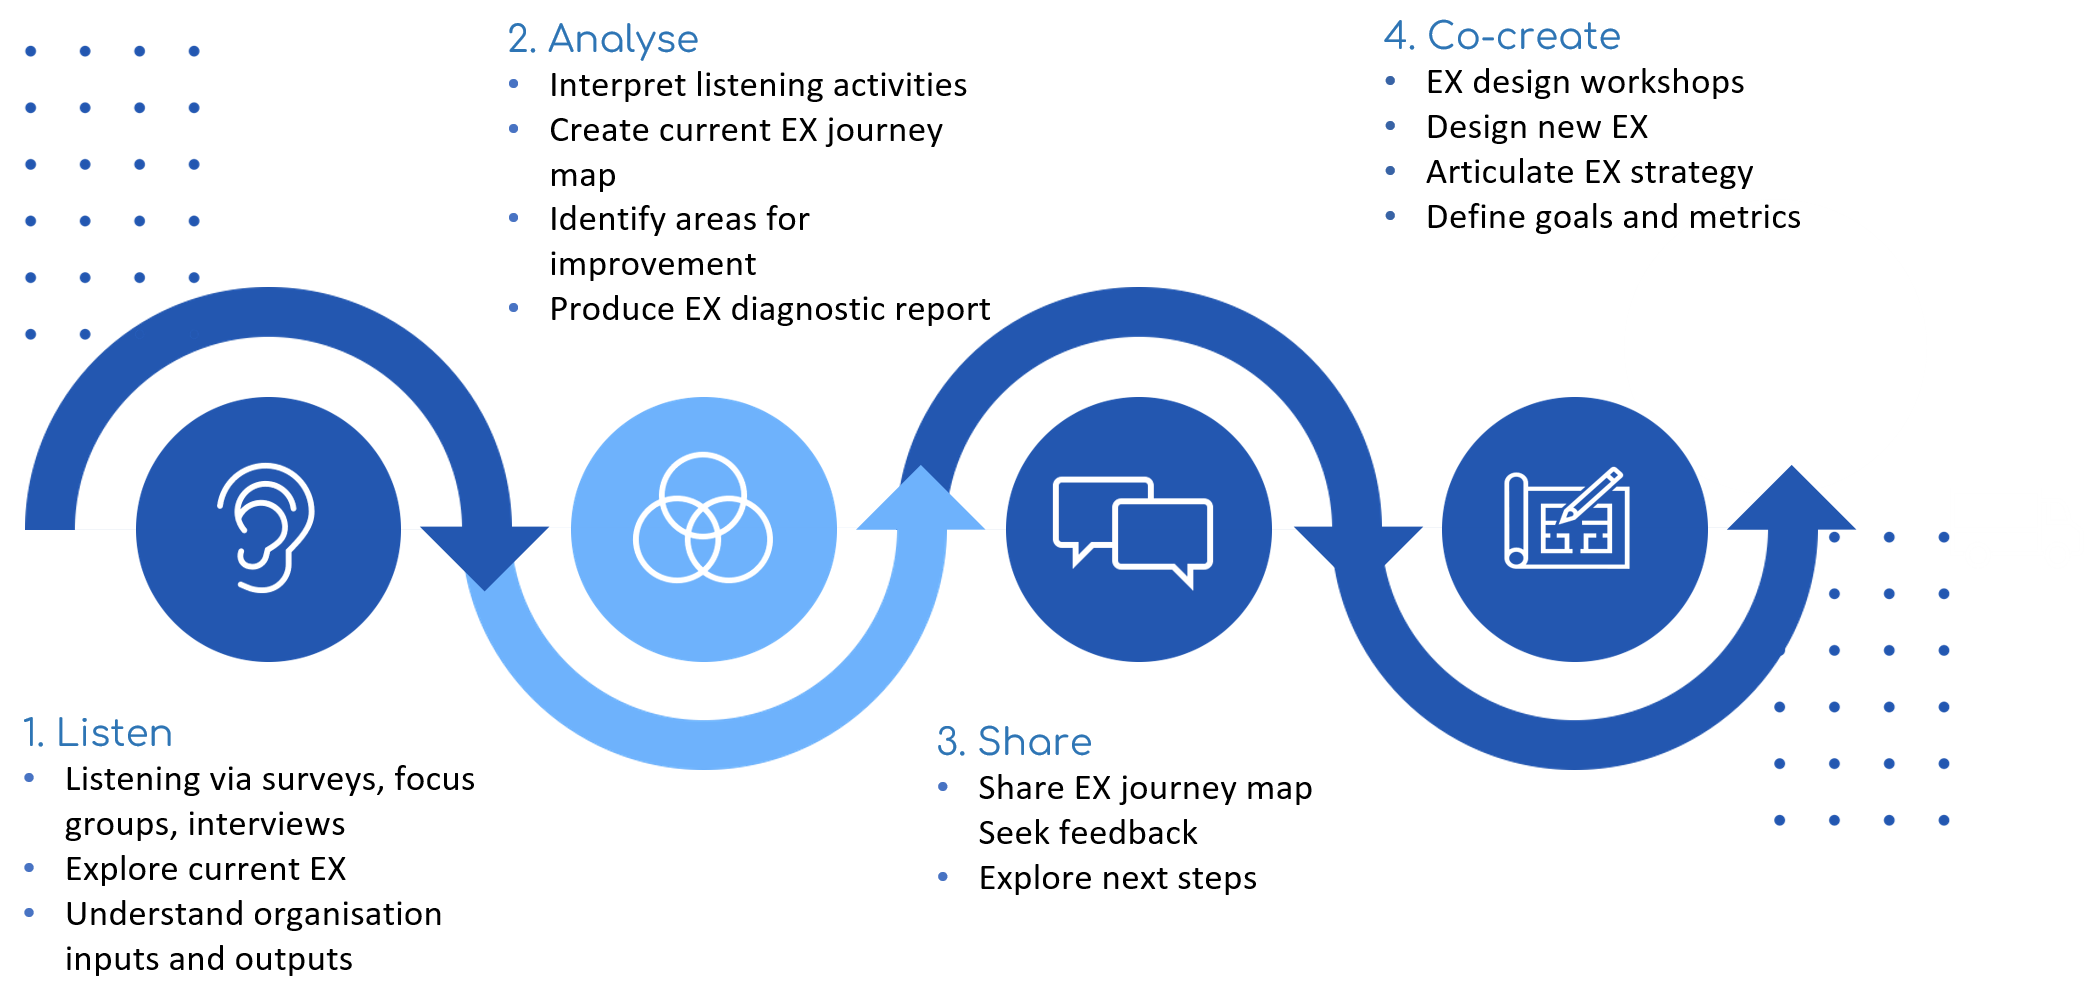 1. Listen
• Listening via surveys, focus
groups, interviews
• Explore current EX
• Understand organisation
inputs and outputs
2. Analyse
• Interpret listening activities
• Create current EX journey
map
• Identify areas for
improvement
• Produce EX diagnostic report
3. Share
• Share EX journey map
Seek feedback
• Explore next steps
4. Co-create
• EX design workshops
• Design new EX
• Articulate EX strategy
• Define goals and metrics